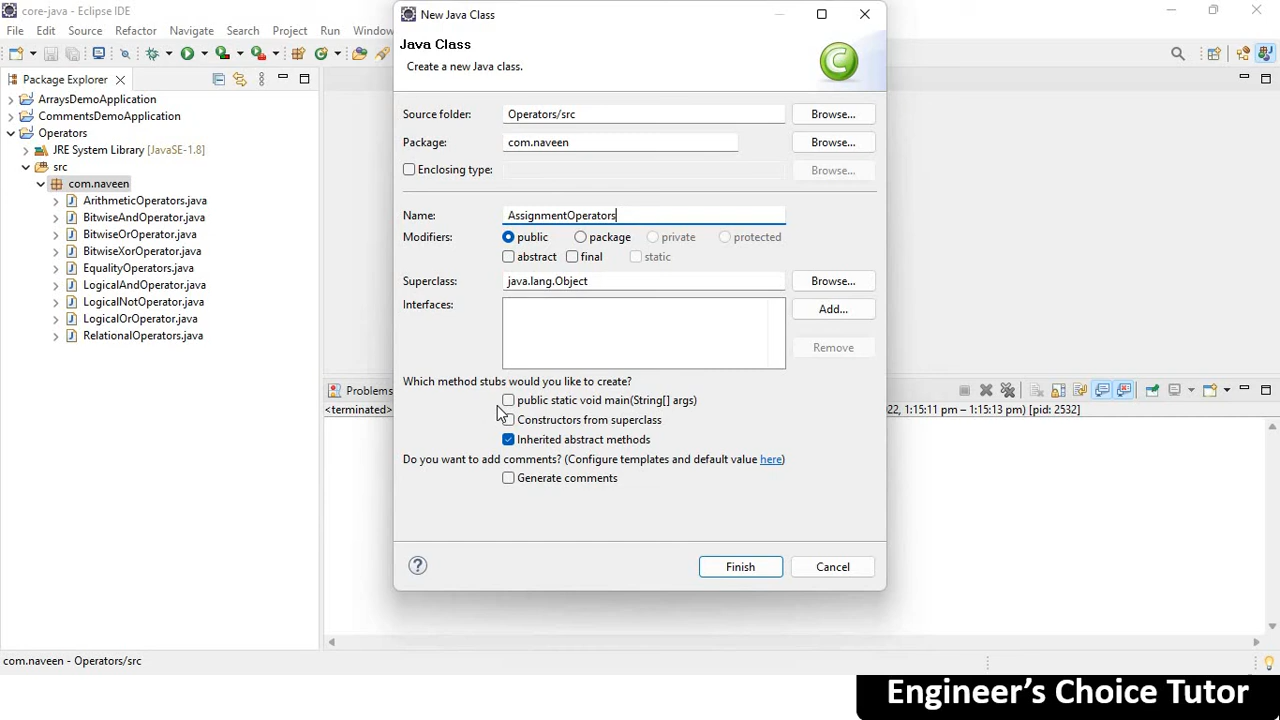 core-java - Eclipse IDE
File Edit Source Refactor Navigate Search Project Run Window
Package Explorer
ArraysDemoApplication
CommentsDemoApplication
Operators
JRE System Library [JavaSE-1.8]
src
com.naveen
ArithmeticOperators.java
BitwiseAndOperator.java
BitwiseOrOperator.java
BitwiseXorOperator.java
EqualityOperators.java
LogicalAndOperator.java
LogicalNotOperator.java
LogicalOrOperator.java
RelationalOperators.java
New Java Class
Java Class
Create a new Java class.
C
Source folder: Operators/src Browse...
Package: com.naveen Browse...
Enclosing type: Browse...
Name: AssignmentOperators
Modifiers: public package private protected
abstract final static
Superclass: java.lang.Object Browse...
Interfaces: Add...
Remove
Which method stubs would you like to create?
public static void main(String[] args)
Constructors from superclass
Inherited abstract methods
Do you want to add comments? (Configure templates and default value here)
Generate comments
? Finish Cancel
Problems
<terminated> , 1:15:11 PM – 1:15:13 PM) [pid: 2532]
com.naveen - Operators/src
Engineer's Choice Tutor